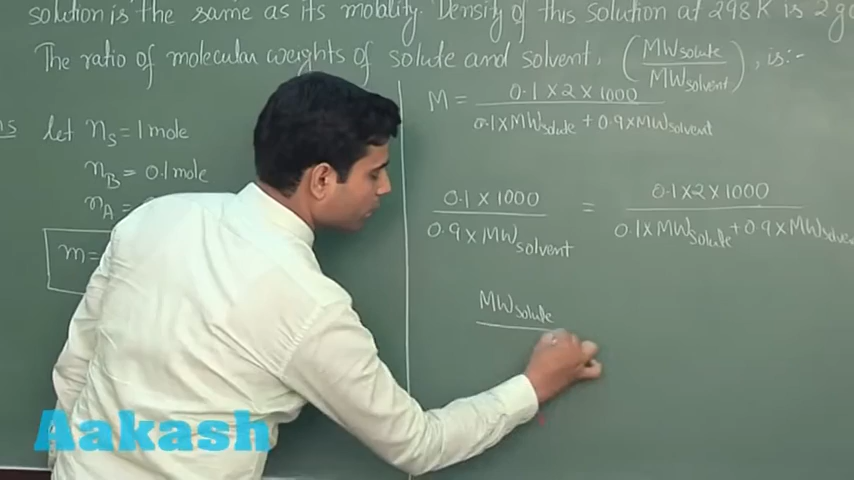 solution is the same as its molality. Density of this solution at 298 K is 2 g
The ratio of molecular weights of solute and solvent, (MWsolute / MWsolvent), is:-
let nS = 1 mole
nB = 0.1 mole
nA =
m =
M = 0.1 × 2 × 1000 / 0.1 × MWsolute + 0.9 × MWsolvent
0.1 × 1000 / 0.9 × MWsolvent = 0.1 × 2 × 1000 / 0.1 × MWsolute + 0.9 × MWsolvent
MWsolute
Aakash